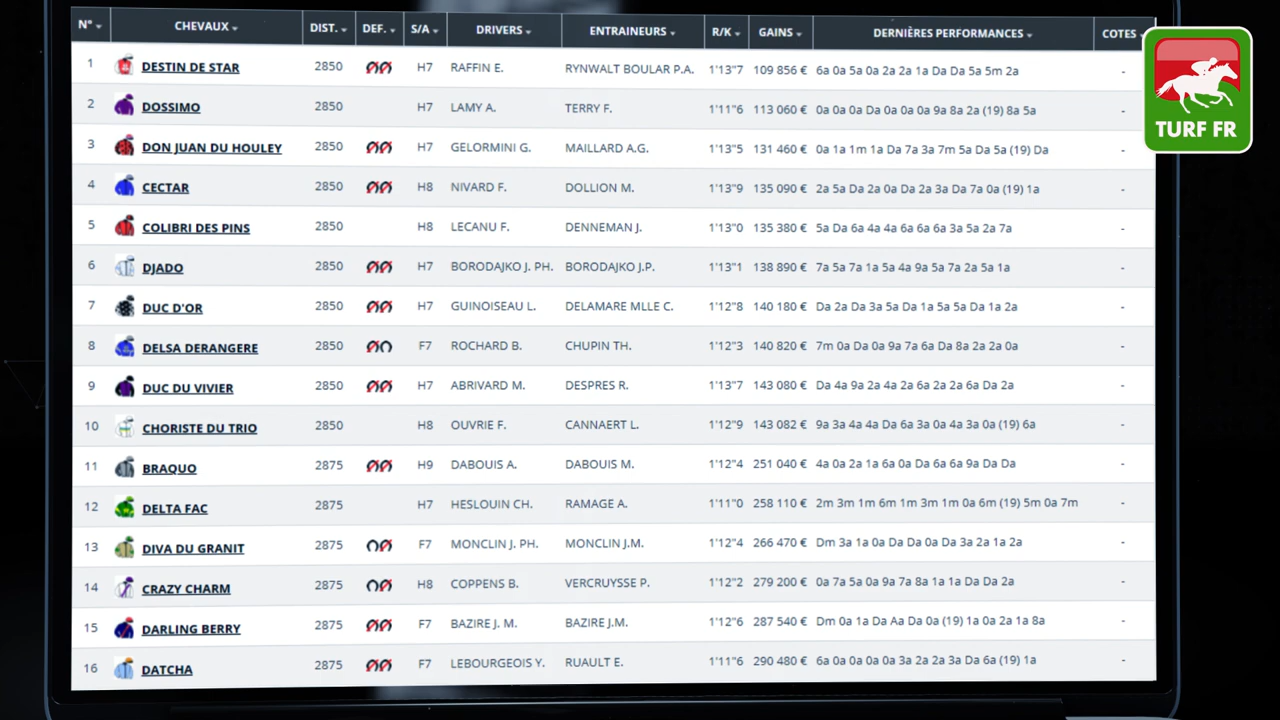 N° CHEVAUX DIST. DEF. S/A DRIVERS ENTRAINEURS R/K GAINS DERNIÈRES PERFORMANCES COTES
1 DESTIN DE STAR 2850 H7 RAFFIN E. RYNWALT BOULAR P.A. 1'13"7 109 856 € 6a 0a 5a 0a 2a 2a 1a Da Da 5a 5m 2a -
2 DOSSIMO 2850 H7 LAMY A. TERRY F. 1'11"6 113 060 € 0a 0a 0a Da 0a 0a 0a 9a 8a 2a (19) 8a 5a -
3 DON JUAN DU HOULEY 2850 H7 GELORMINI G. MAILLARD A.G. 1'13"5 131 460 € 0a 1a 1m 1a Da 7a 3a 7m 5a Da 5a (19) Da -
4 CECTAR 2850 H8 NIVARD F. DOLLION M. 1'13"9 135 090 € 2a 5a Da 2a 0a Da 2a 3a Da 7a 0a (19) 1a -
5 COLIBRI DES PINS 2850 H8 LECANU F. DENNEMAN J. 1'13"0 135 380 € 5a Da 6a 4a 4a 6a 6a 6a 3a 5a 2a 7a -
6 DJADO 2850 H7 BORODAJKO J. PH. BORODAJKO J.P. 1'13"1 138 890 € 7a 5a 7a 1a 5a 4a 9a 5a 7a 2a 5a 1a -
7 DUC D'OR 2850 H7 GUINOISEAU L. DELAMARE MLLE C. 1'12"8 140 180 € Da 2a Da 3a 5a Da 1a 5a 5a Da 1a 2a -
8 DELSA DERANGERE 2850 F7 ROCHARD B. CHUPIN TH. 1'12"3 140 820 € 7m 0a Da 0a 9a 7a 6a Da 8a 2a 2a 0a -
9 DUC DU VIVIER 2850 H7 ABRIVARD M. DESPRES R. 1'13"7 143 080 € Da 4a 9a 2a 4a 2a 6a 2a 2a 6a Da 2a -
10 CHORISTE DU TRIO 2850 H8 OUVRIE F. CANNAERT L. 1'12"9 143 082 € 9a 3a 4a 4a Da 6a 3a 0a 4a 3a 0a (19) 6a -
11 BRAQUO 2875 H9 DABOUIS A. DABOUIS M. 1'12"4 251 040 € 4a 0a 2a 1a 6a 0a Da 6a 6a 9a Da Da -
12 DELTA FAC 2875 H7 HESLOUIN CH. RAMAGE A. 1'11"0 258 110 € 2m 3m 1m 6m 1m 3m 1m 0a 6m (19) 5m 0a 7m -
13 DIVA DU GRANIT 2875 F7 MONCLIN J. PH. MONCLIN J.M. 1'12"4 266 470 € Dm 3a 1a 0a Da Da 0a Da 3a 2a 1a 2a -
14 CRAZY CHARM 2875 H8 COPPENS B. VERCRUYSSE P. 1'12"2 279 200 € 0a 7a 5a 0a 9a 7a 8a 1a 1a Da Da 2a -
15 DARLING BERRY 2875 F7 BAZIRE J. M. BAZIRE J.M. 1'12"6 287 540 € Dm 0a 1a Da Aa Da 0a (19) 1a 0a 2a 1a 8a -
16 DATCHA 2875 F7 LEBOURGEOIS Y. RUAULT E. 1'11"6 290 480 € 6a 0a 0a 0a 0a 3a 2a 2a 3a Da 6a (19) 1a -
TURF FR